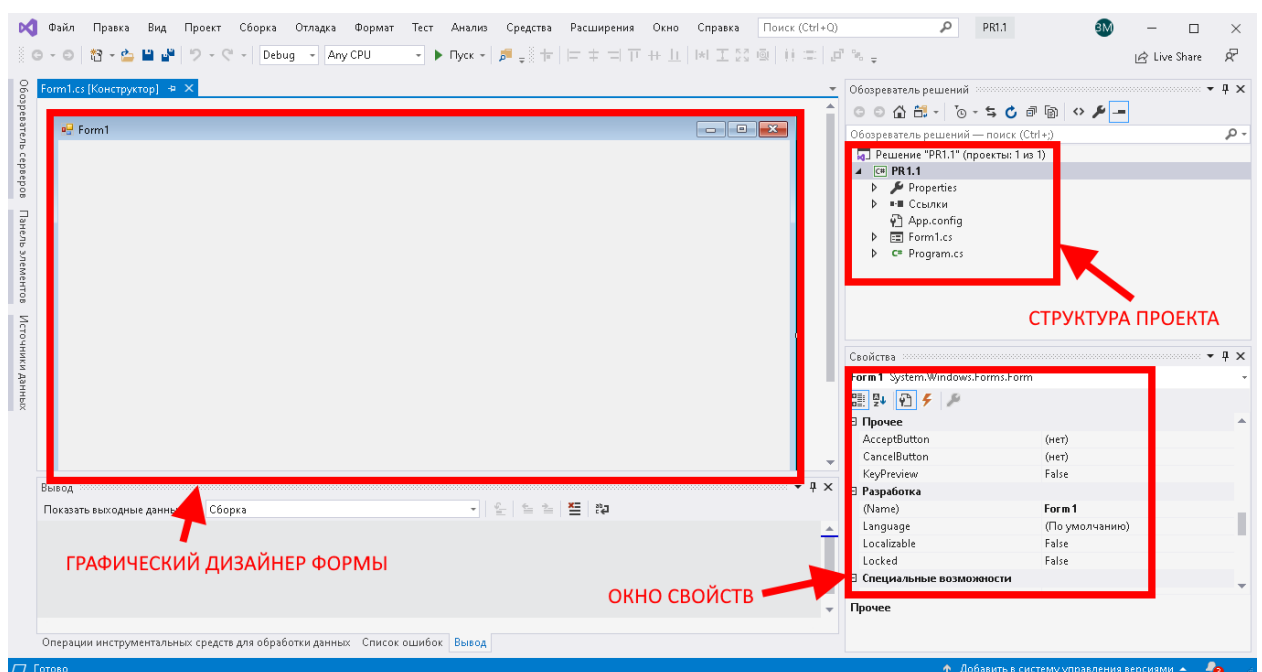 Файл Правка Вид Проект Сборка Отладка Формат Тест Анализ Средства Расширения Окно Справка Поиск (Ctrl+Q) PR1.1 ЗМ
Debug Any CPU Пуск Live Share
Обозреватель серверов
Панель элементов
Источники данных
Form1.cs [Конструктор]
Form1
Обозреватель решений
Обозреватель решений — поиск (Ctrl+;)
Решение "PR1.1" (проекты: 1 из 1)
C# PR1.1
Properties
Ссылки
App.config
Form1.cs
C# Program.cs
СТРУКТУРА ПРОЕКТА
Свойства
Form1 System.Windows.Forms.Form
Прочее
AcceptButton (нет)
CancelButton (нет)
KeyPreview False
Разработка
(Name) Form1
Language (По умолчанию)
Localizable False
Locked False
Специальные возможности
Прочее
Вывод
Показать выходные данные Сборка
ГРАФИЧЕСКИЙ ДИЗАЙНЕР ФОРМЫ
ОКНО СВОЙСТВ
Операции инструментальных средств для обработки данных Список ошибок Вывод
Готово Добавить в систему управления версиями